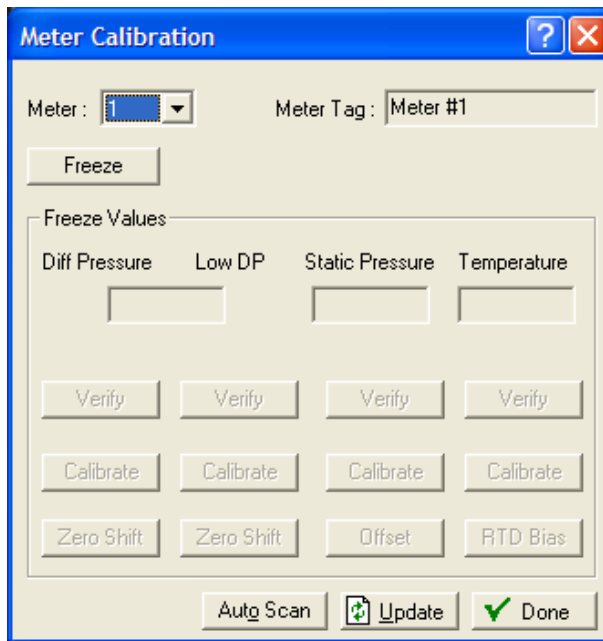 Meter Calibration
Meter : 1 Meter Tag : Meter #1
Freeze
Freeze Values
Diff Pressure Low DP Static Pressure Temperature
Verify Verify Verify Verify
Calibrate Calibrate Calibrate Calibrate
Zero Shift Zero Shift Offset RTD Bias
Auto Scan Update Done